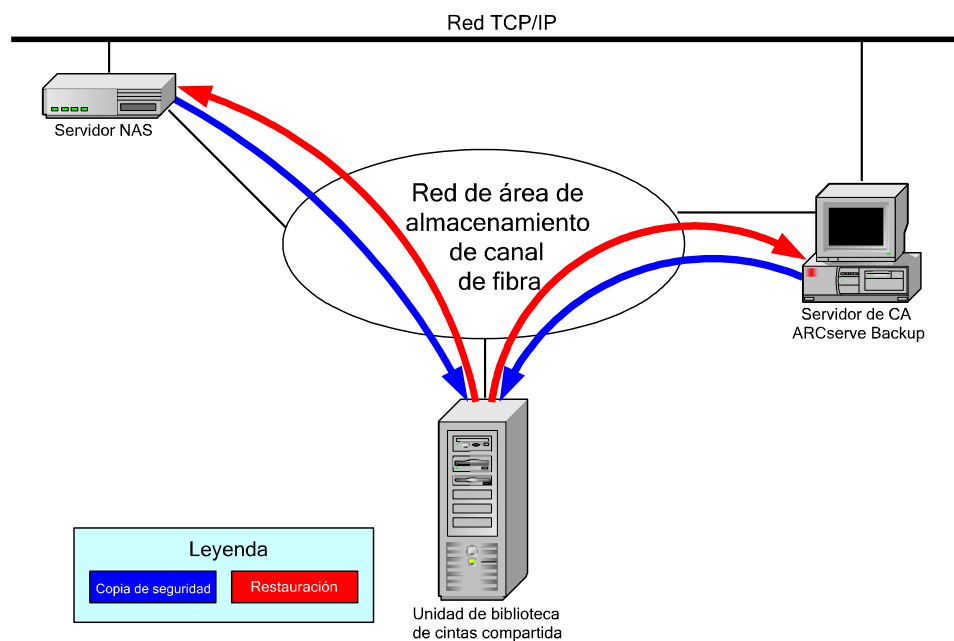 Red TCP/IP
Servidor NAS
Red de área de
almacenamiento
de canal
de fibra
Servidor de CA
ARCserve Backup
Leyenda
Copia de seguridad
Restauración
Unidad de biblioteca
de cintas compartida